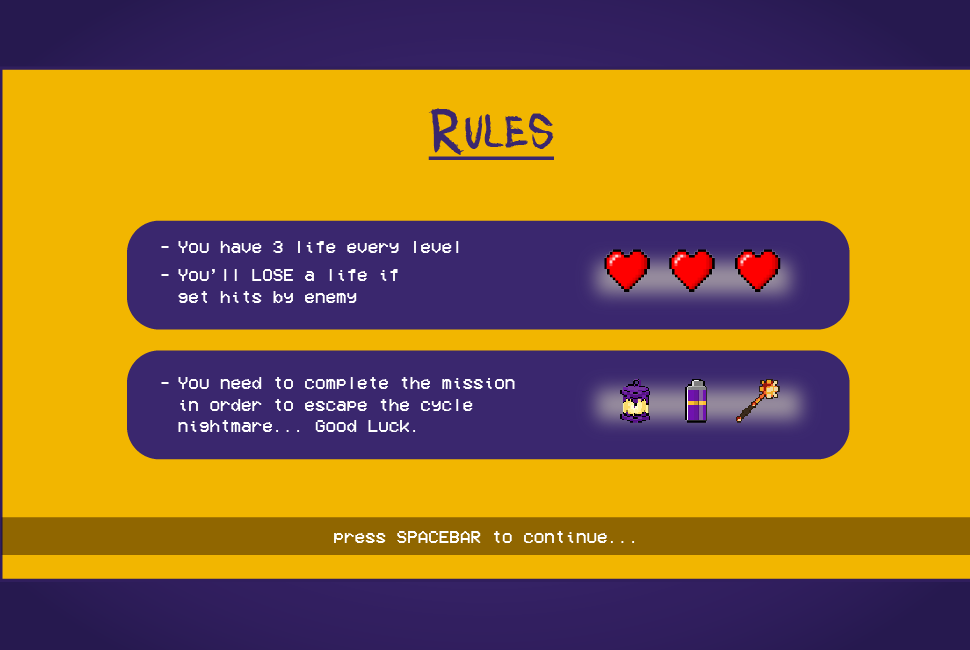 RULES
- You have 3 life every level
- You'll LOSE a life if
get hits by enemy
- You need to complete the mission
in order to escape the cycle
nightmare... Good Luck.
press SPACEBAR to continue...